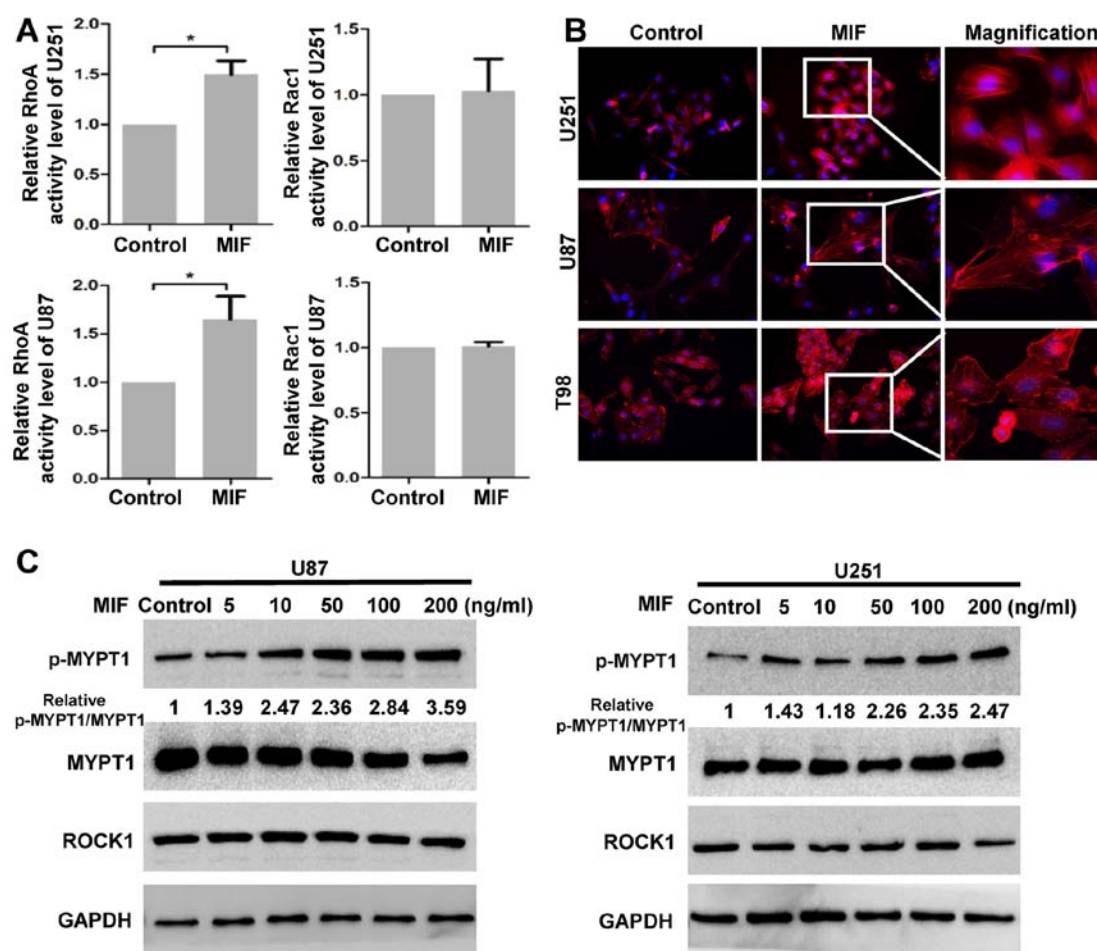 A
Relative RhoA
activity level of U251
2.0
1.5
1.0
0.5
0.0
*
Control MIF
Relative Rac1
activity level of U251
1.5
1.0
0.5
0.0
Control MIF
Relative RhoA
activity level of U87
2.0
1.5
1.0
0.5
0.0
*
Control MIF
Relative Rac1
activity level of U87
1.5
1.0
0.5
0.0
Control MIF
B
Control MIF Magnification
U251
U87
T98
C
U87
MIF Control 5 10 50 100 200 (ng/ml)
p-MYPT1
Relative
p-MYPT1/MYPT1 1 1.39 2.47 2.36 2.84 3.59
MYPT1
ROCK1
GAPDH
U251
MIF Control 5 10 50 100 200 (ng/ml)
p-MYPT1
Relative
p-MYPT1/MYPT1 1 1.43 1.18 2.26 2.35 2.47
MYPT1
ROCK1
GAPDH